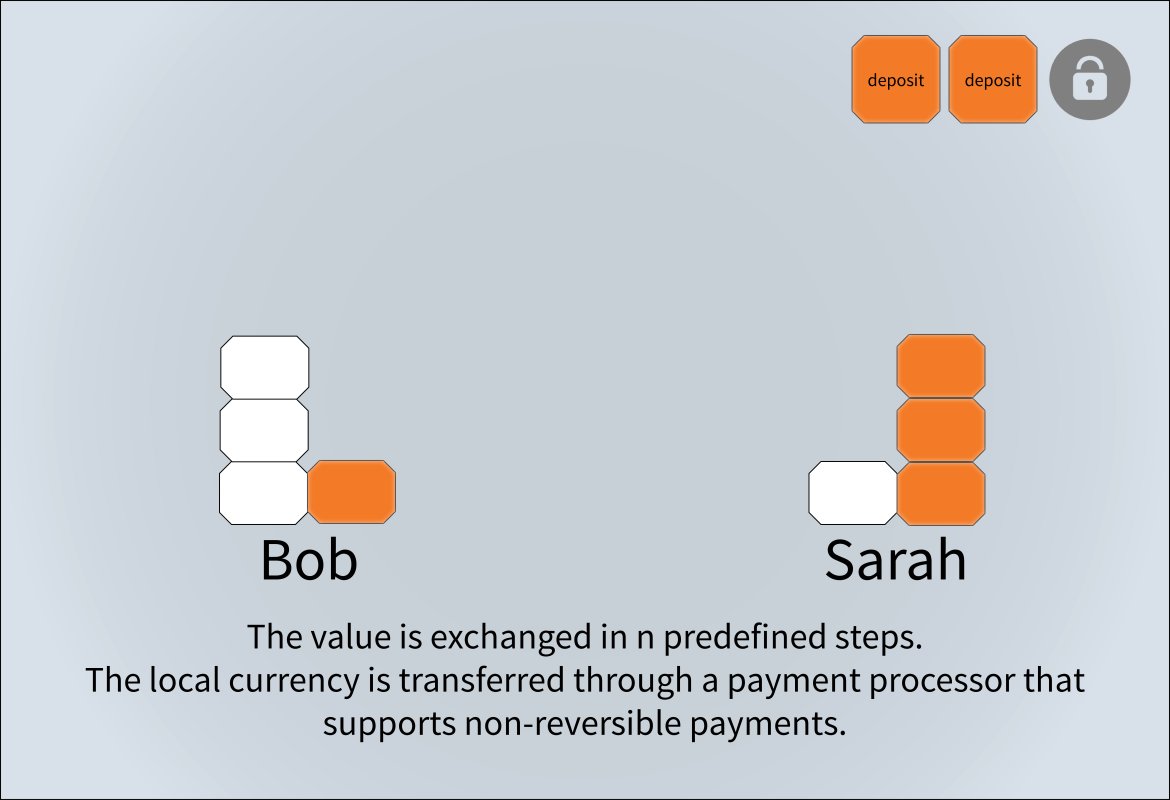 deposit deposit
Bob Sarah
The value is exchanged in n predefined steps.
The local currency is transferred through a payment processor that
supports non-reversible payments.